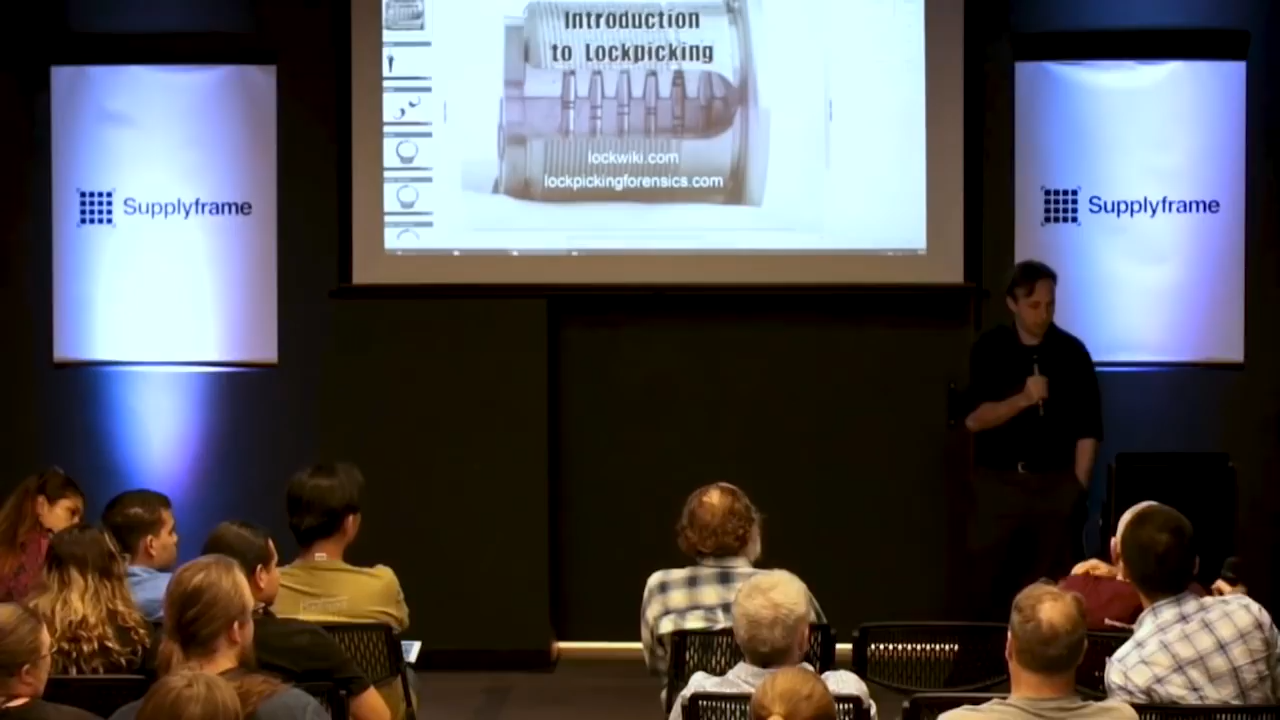 Introduction
to Lockpicking
lockwiki.com
lockpickingforensics.com
Supplyframe
Supplyframe